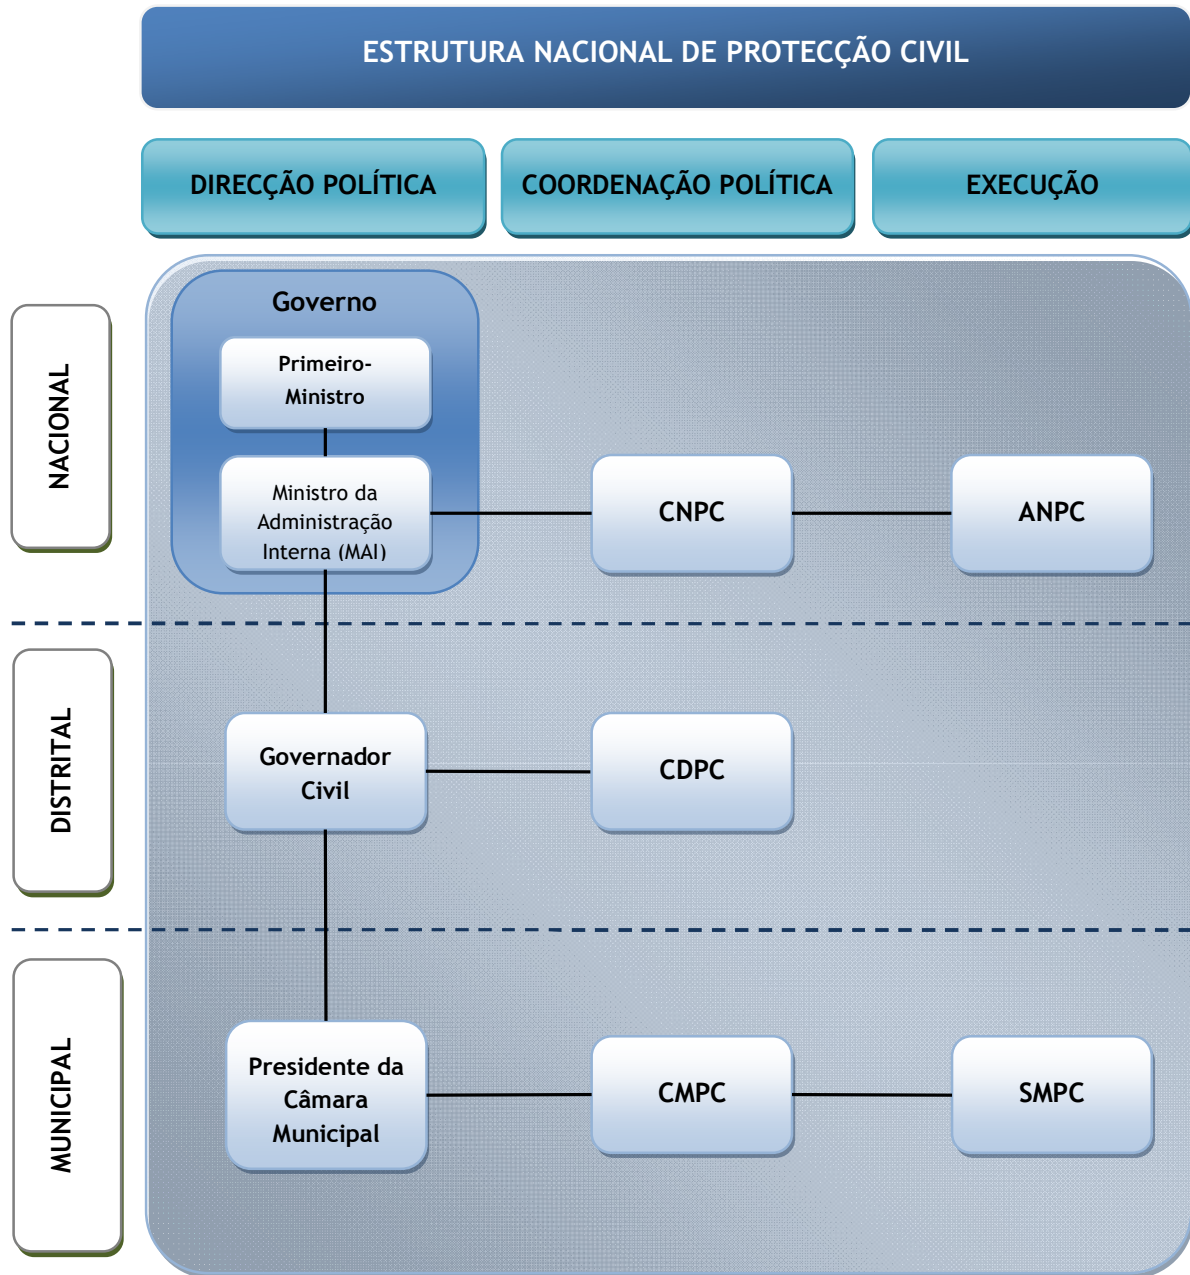 ESTRUTURA NACIONAL DE PROTECÇÃO CIVIL
DIRECÇÃO POLÍTICA
COORDENAÇÃO POLÍTICA
EXECUÇÃO
NACIONAL
Governo
Primeiro-
Ministro
Ministro da
Administração
Interna (MAI)
CNPC
ANPC
DISTRITAL
Governador
Civil
CDPC
MUNICIPAL
Presidente da
Câmara
Municipal
CMPC
SMPC